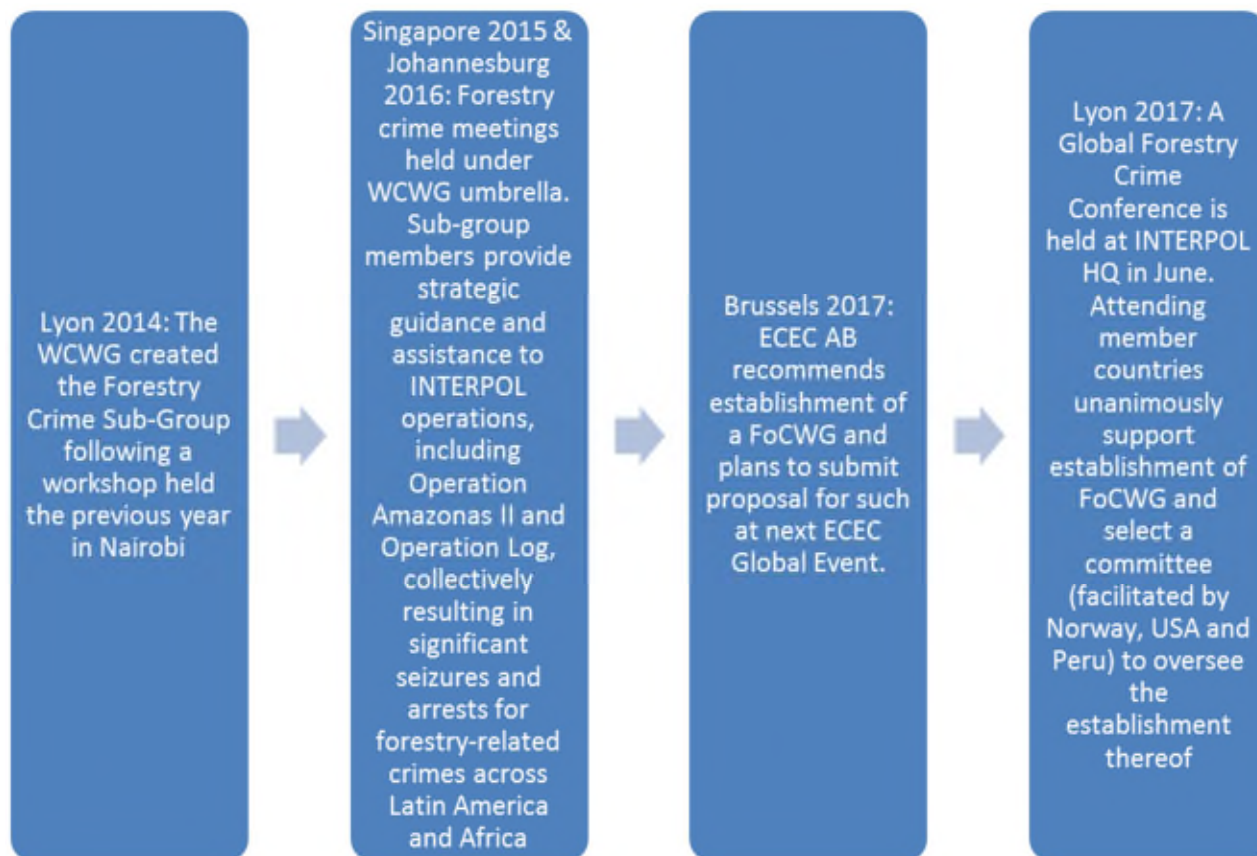 Lyon 2014: The
WCWG created
the Forestry
Crime Sub-Group
following a
workshop held
the previous year
in Nairobi
Singapore 2015 &
Johannesburg
2016: Forestry
crime meetings
held under
WCWG umbrella.
Sub-group
members provide
strategic
guidance and
assistance to
INTERPOL
operations,
including
Operation
Amazonas II and
Operation Log,
collectively
resulting in
significant
seizures and
arrests for
forestry-related
crimes across
Latin America
and Africa
Brussels 2017:
ECEC AB
recommends
establishment of
a FoCWG and
plans to submit
proposal for such
at next ECEC
Global Event.
Lyon 2017: A
Global Forestry
Crime
Conference is
held at INTERPOL
HQ in June.
Attending
member
countries
unanimously
support
establishment of
FoCWG and
select a
committee
(facilitated by
Norway, USA and
Peru) to oversee
the
establishment
thereof